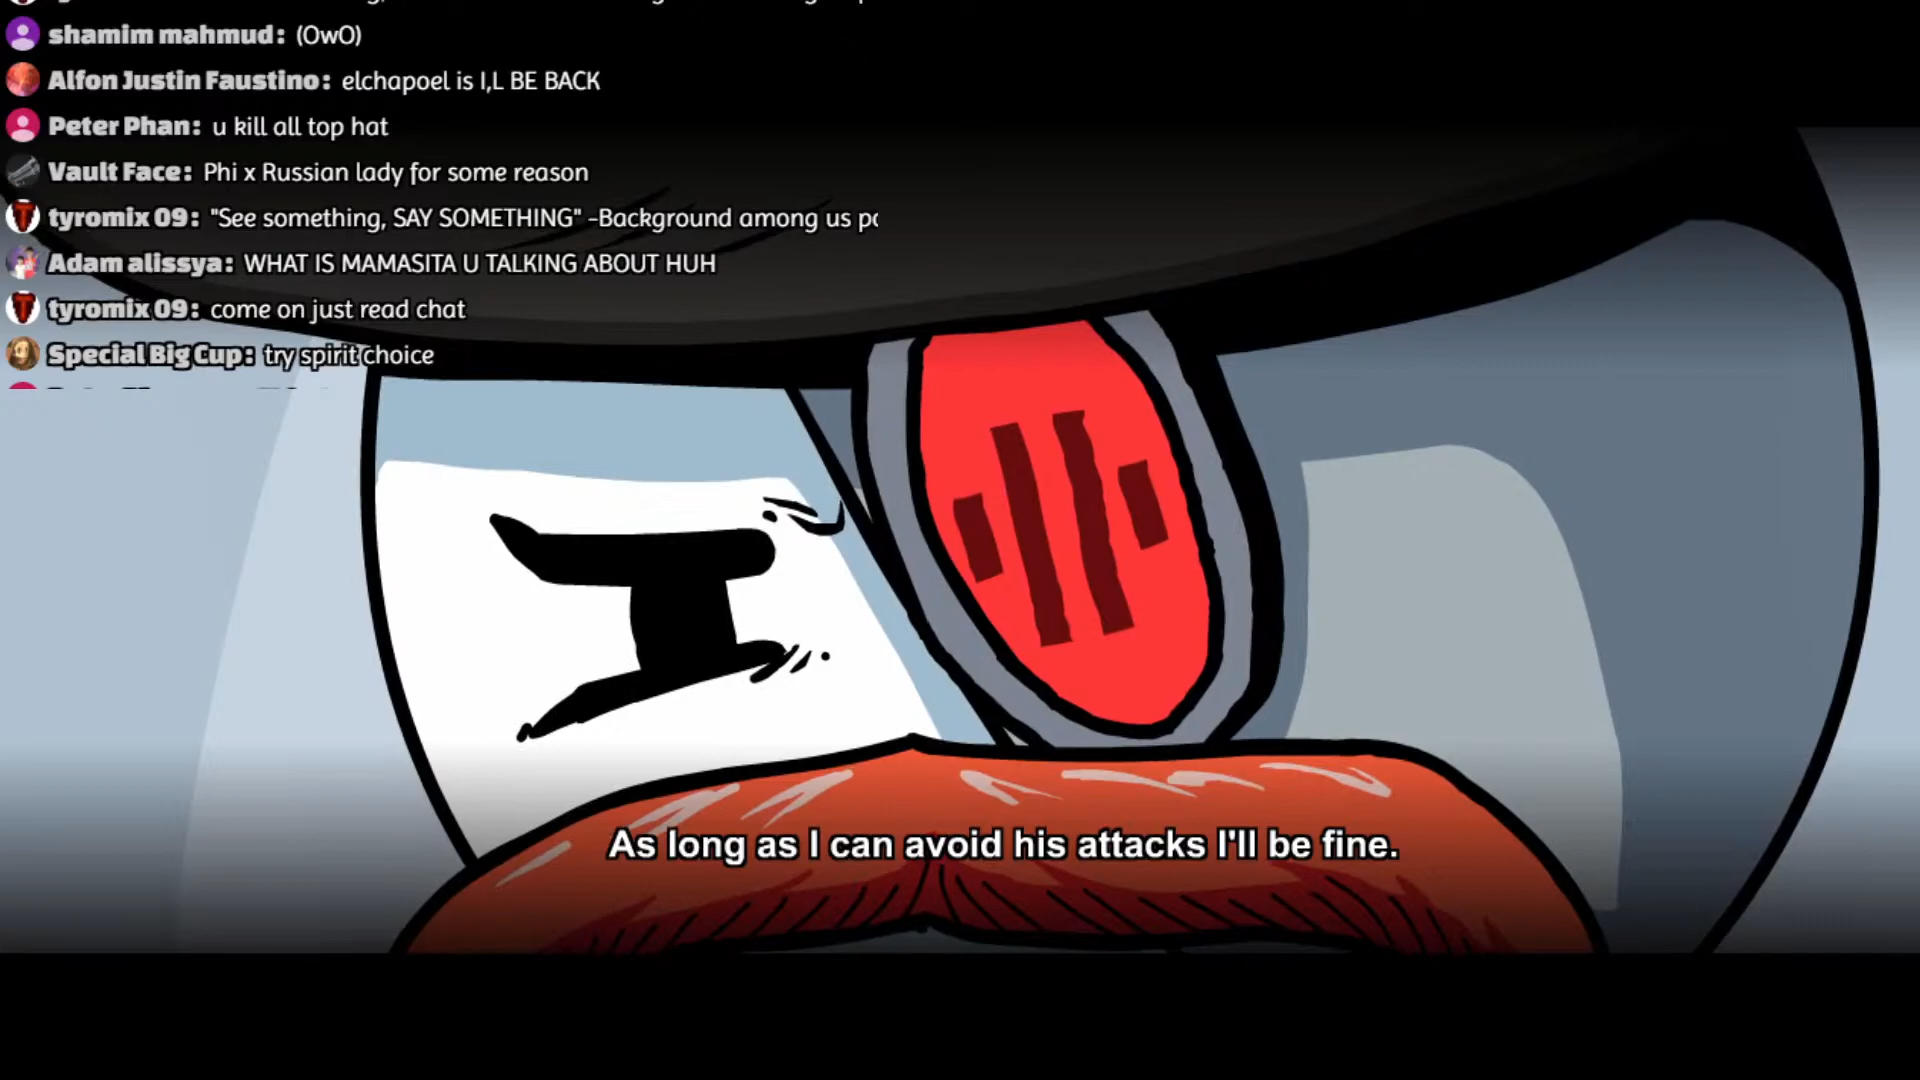 shamim mahmud: (OwO)
Alfon Justin Faustino: elchapoel is I,L BE BACK
Peter Phan: u kill all top hat
Vault Face: Phi x Russian lady for some reason
tyromix 09: "See something, SAY SOMETHING" -Background among us
Adam alissya: WHAT IS MAMASITA U TALKING ABOUT HUH
tyromix 09: come on just read chat
Special Big Cup: try spirit choice
As long as I can avoid his attacks I'll be fine.